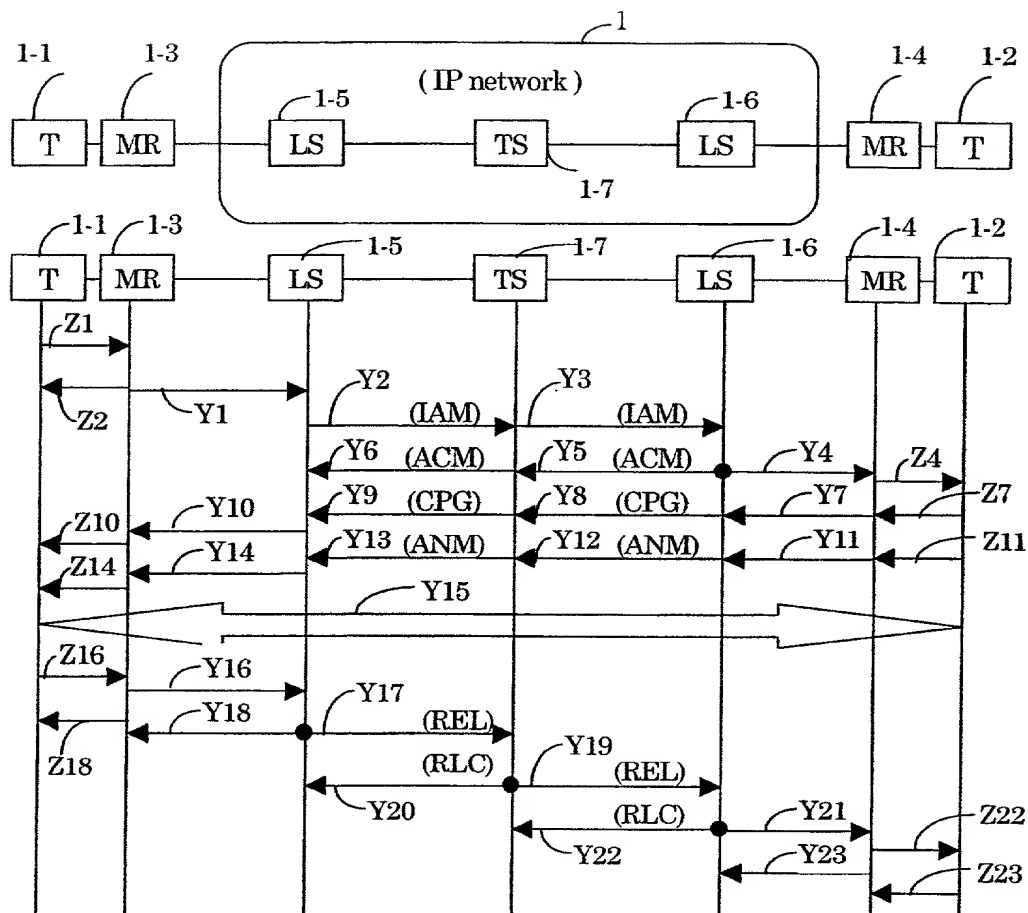 1
(IP network)
1-1 1-3 1-5 1-6 1-4 1-2
T MR LS TS LS MR T
1-7
1-1 1-3 1-5 1-7 1-6 1-4 1-2
T MR LS TS LS MR T
Z1
Z2 Y1 Y2 (IAM) Y3 (IAM)
Y6 (ACM) Y5 (ACM) Y4 Z4
Y9 (CPG) Y8 (CPG) Y7 Z7
Z10 Y10
Y13 (ANM) Y12 (ANM) Y11 Z11
Z14 Y14
Y15
Z16 Y16
Z18 Y18 Y17 (REL)
Y20 (RLC) Y19 (REL)
Y22 (RLC) Y21 Z22
Y23 Z23